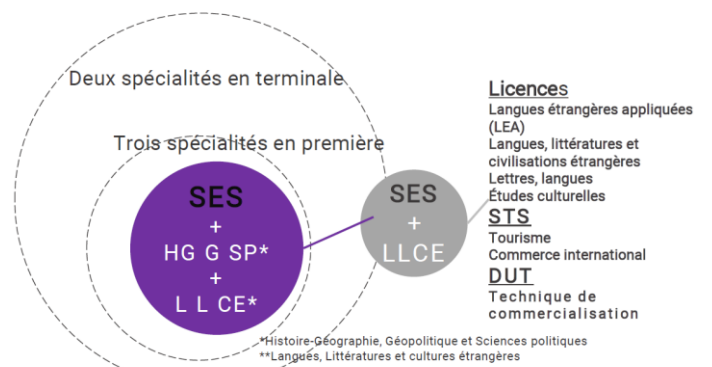 Deux spécialités en terminale
Trois spécialités en première
SES
+
HG G SP*
+
L L CE*
SES
+
LLCE
Licences
Langues étrangères appliquées
(LEA)
Langues, littératures et
civilisations étrangères
Lettres, langues
Études culturelles
STS
Tourisme
Commerce international
DUT
Technique de
commercialisation
*Histoire-Géographie, Géopolitique et Sciences politiques
**Langues, Littératures et cultures étrangères